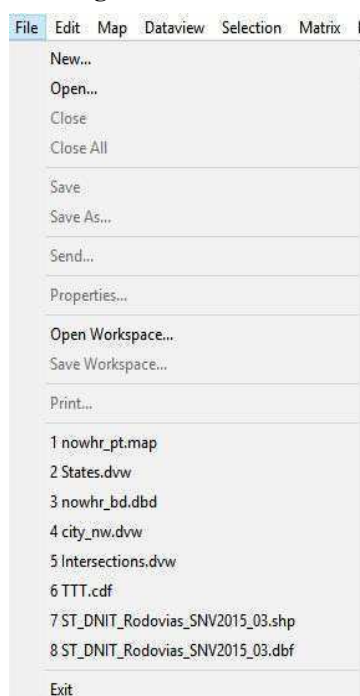 File Edit Map Dataview Selection Matrix
New...
Open...
Close
Close All
Save
Save As...
Send...
Properties...
Open Workspace...
Save Workspace...
Print...
1 nowhr_pt.map
2 States.dvw
3 nowhr_bd.dbd
4 city_nw.dvw
5 Intersections.dvw
6 TTT.cdf
7 ST_DNIT_Rodovias_SNV2015_03.shp
8 ST_DNIT_Rodovias_SNV2015_03.dbf
Exit